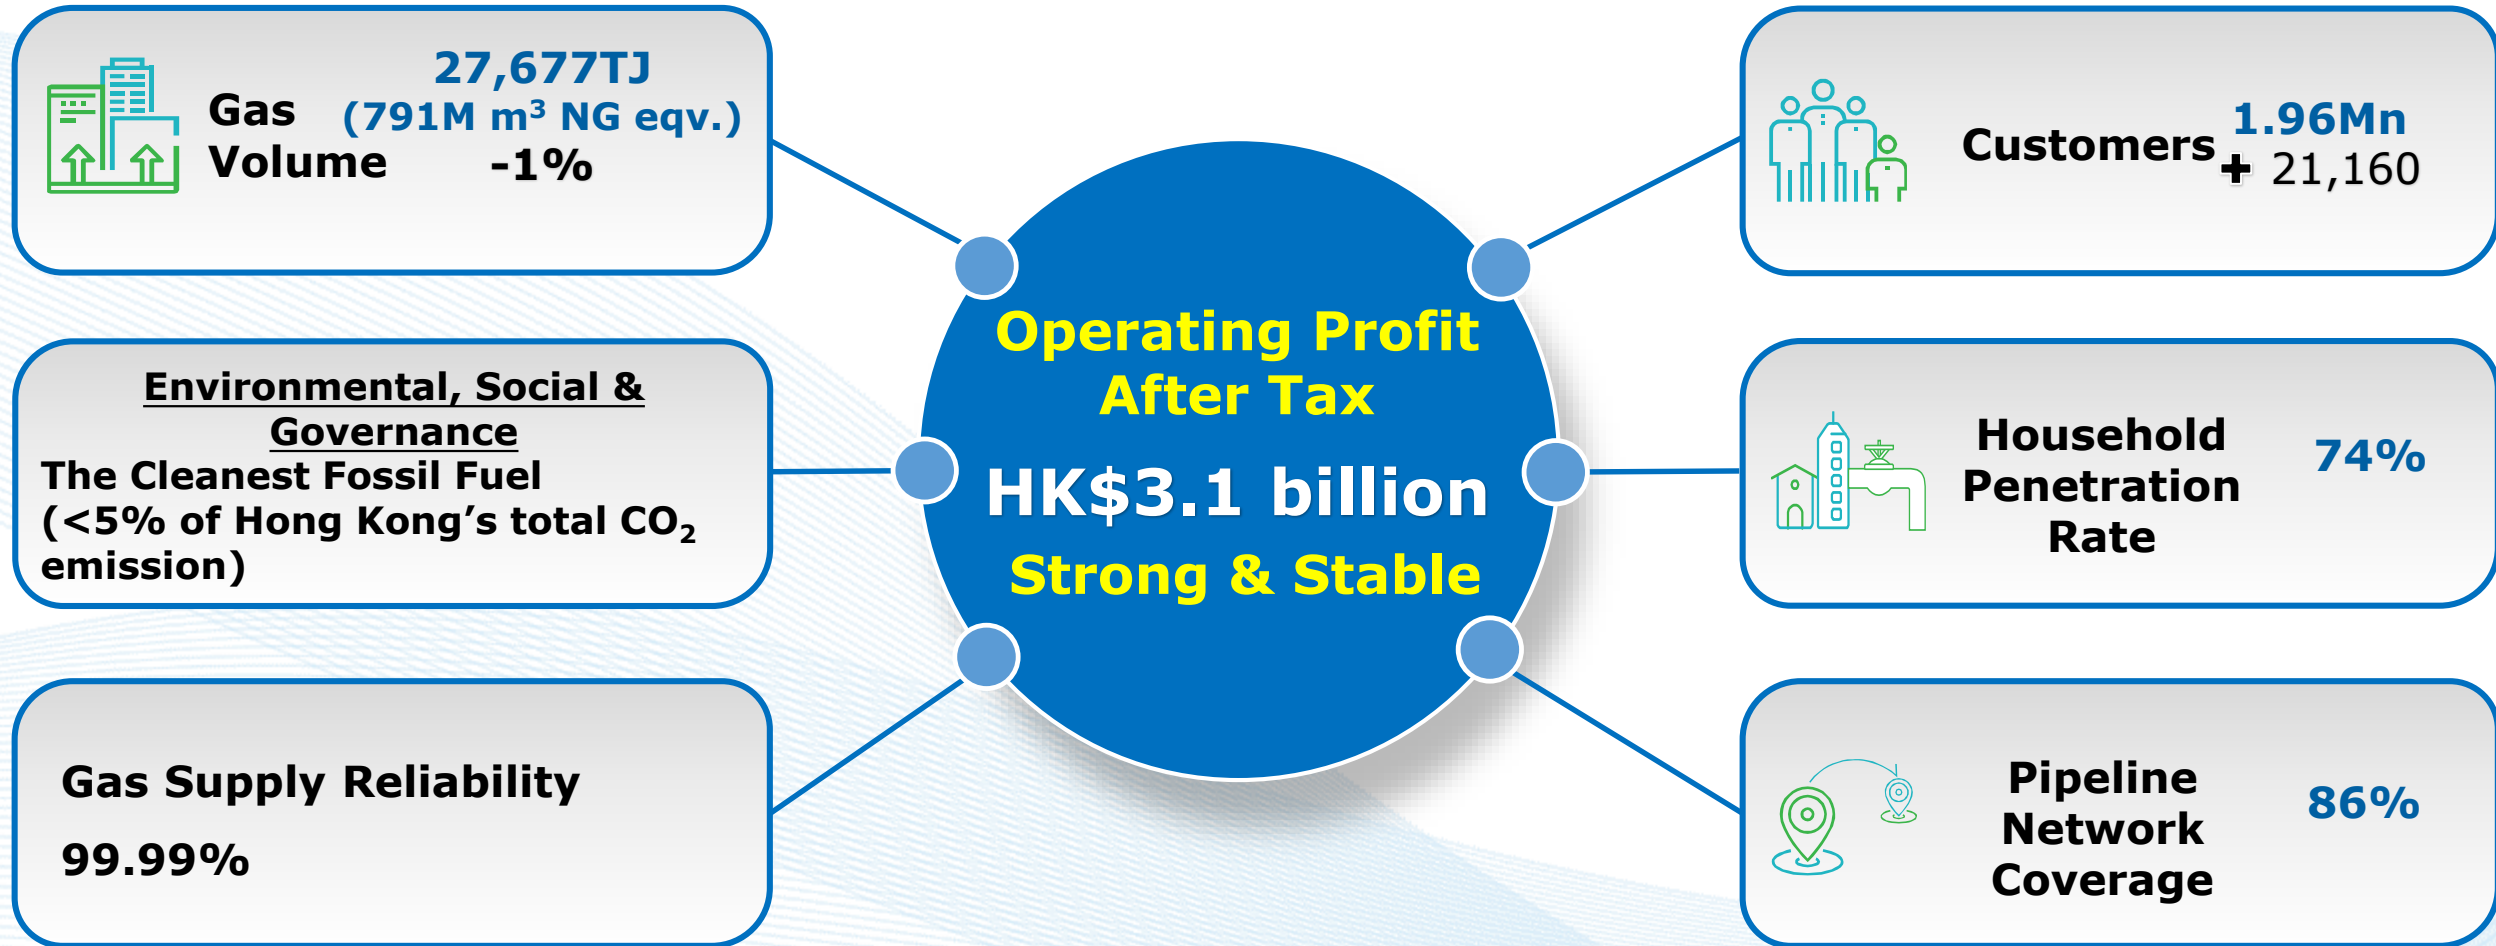 27,677TJ
(791M m³ NG eqv.)
Gas
Volume
-1%
Environmental, Social &
Governance
The Cleanest Fossil Fuel
(<5% of Hong Kong’s total CO₂
emission)
Gas Supply Reliability
99.99%
Operating Profit
After Tax
HK$3.1 billion
Strong & Stable
Customers
1.96Mn
+ 21,160
Household
Penetration
Rate
74%
Pipeline
Network
Coverage
86%